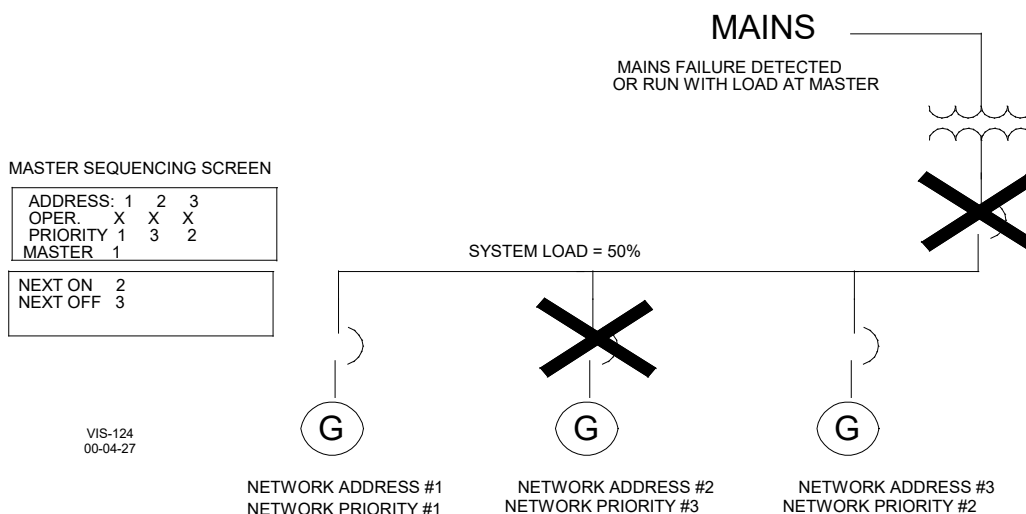 MAINS
MAINS FAILURE DETECTED
OR RUN WITH LOAD AT MASTER
MASTER SEQUENCING SCREEN
ADDRESS: 1 2 3
OPER. X X X
PRIORITY 1 3 2
MASTER 1
NEXT ON 2
NEXT OFF 3
SYSTEM LOAD = 50%
G
G
G
VIS-124
00-04-27
NETWORK ADDRESS #1
NETWORK PRIORITY #1
NETWORK ADDRESS #2
NETWORK PRIORITY #3
NETWORK ADDRESS #3
NETWORK PRIORITY #2